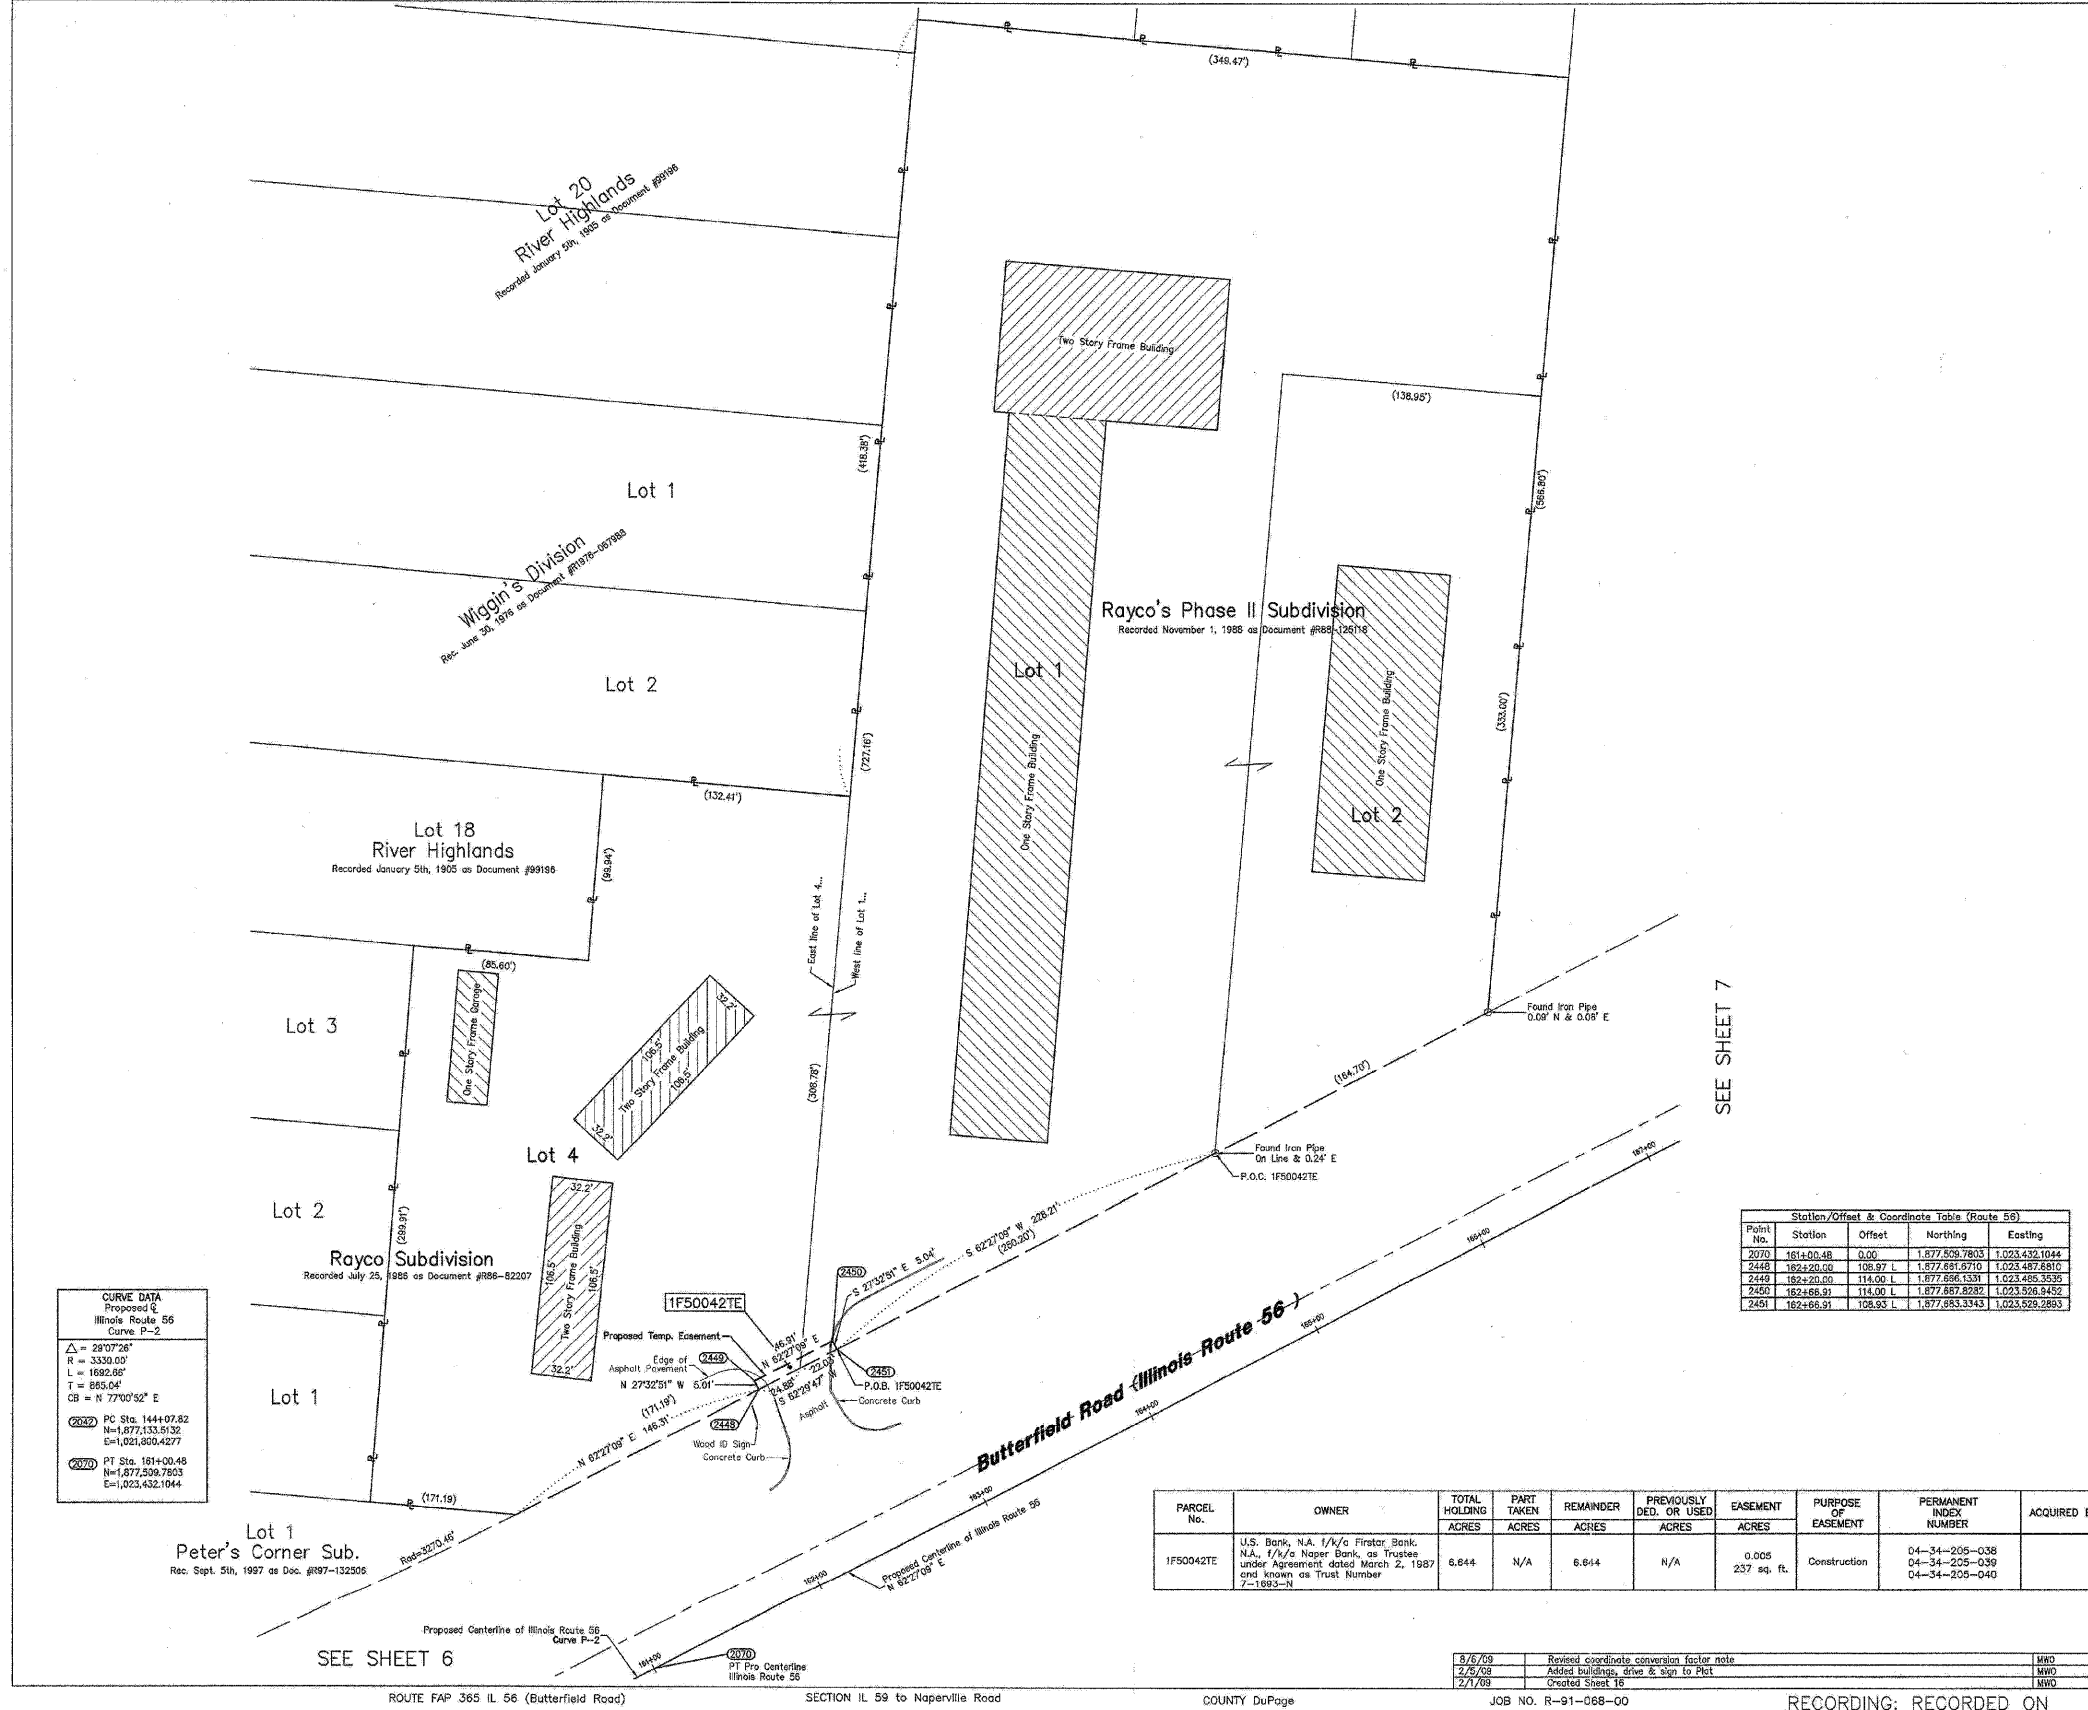 (349.47')
Lot 20
River Highlands
Recorded January 5th, 1905 as Document #99196
Two Story Frame Building
(138.95')
(418.38')
(566.80')
Lot 1
Wiggin's Division
Rec. June 30, 1976 as Document #R1976-067988
Rayco's Phase II Subdivision
Recorded November 1, 1988 as Document #R88-125118
Lot 1
One Story Frame Building
One Story Frame Building
Lot 2
(333.00')
Lot 2
(727.16')
(132.41')
Lot 18
River Highlands
Recorded January 5th, 1905 as Document #99196
(99.94')
East line of Lot 4...
West line of Lot 1...
(85.60')
One Story Frame Garage
Lot 3
32.2'
106.5'
Two Story Frame Building
106.5'
32.2'
(308.78')
Found Iron Pipe
0.09' N & 0.08' E
SEE SHEET 7
(164.70')
Lot 4
Found Iron Pipe
On Line & 0.24' E
P.O.C. 1F50042TE
32.2'
106.5'
Two Story Frame Building
106.5'
32.2'
Lot 2
(299.91')
Rayco Subdivision
Recorded July 25, 1986 as Document #R86-82207
S 62°27'09" W 228.21'
(250.20')
S 27°32'51" E 5.04'
2450
1F50042TE
Proposed Temp. Easement
46.91'
N 62°27'09" E
Edge of
Asphalt Pavement
2449
N 27°32'51" W 5.01'
24.88'
22.03'
S 62°29'47" W
2451
P.O.B. 1F50042TE
Concrete Curb
Asphalt
2448
Wood ID Sign
Concrete Curb
(171.19')
N 62°27'09" E 146.31'
Lot 1
Butterfield Road (Illinois Route 56 )
161+00
162+00
163+00
164+00
165+00
166+00
167+00
Proposed Centerline of Illinois Route 56
N 62°27'09" E
CURVE DATA
Proposed ℄
Illinois Route 56
Curve P-2
△ = 29°07'26"
R = 3330.00'
L = 1692.66'
T = 865.04'
CB = N 77°00'52" E
2042 PC Sta. 144+07.82
N=1,877,133.5132
E=1,021,800.4277
2070 PT Sta. 161+00.48
N=1,877,509.7803
E=1,023,432.1044
(171.19)
Lot 1
Peter's Corner Sub.
Rec. Sept. 5th, 1997 as Doc. #R97-132506
Rad=3270.46'
Proposed Centerline of Illinois Route 56
Curve P-2
2070
PT Pro Centerline
Illinois Route 56
SEE SHEET 6
Station/Offset & Coordinate Table (Route 56)
Point No. Station Offset Northing Easting
2070 161+00.48 0.00 1,877,509.7803 1,023,432.1044
2448 162+20.00 108.97 L 1,877,661.6710 1,023,487.6810
2449 162+20.00 114.00 L 1,877,666.1331 1,023,485.3535
2450 162+66.91 114.00 L 1,877,687.8282 1,023,526.9452
2451 162+66.91 108.93 L 1,877,683.3343 1,023,529.2893
PARCEL No. OWNER TOTAL HOLDING PART TAKEN REMAINDER PREVIOUSLY DED. OR USED EASEMENT PURPOSE OF EASEMENT PERMANENT INDEX NUMBER ACQUIRED
ACRES ACRES ACRES ACRES ACRES
1F50042TE U.S. Bank, N.A. f/k/a Firstar Bank, N.A., f/k/a Naper Bank, as Trustee under Agreement dated March 2, 1987 and known as Trust Number 7-1693-N 6.644 N/A 6.644 N/A 0.005 237 sq. ft. Construction 04-34-205-038 04-34-205-039 04-34-205-040
8/6/09 Revised coordinate conversion factor note MWO
2/5/09 Added buildings, drive & sign to Plat MWO
2/1/09 Created Sheet 16 MWO
ROUTE FAP 365 IL 56 (Butterfield Road) SECTION IL 59 to Naperville Road COUNTY DuPage JOB NO. R-91-068-00 RECORDING: RECORDED ON